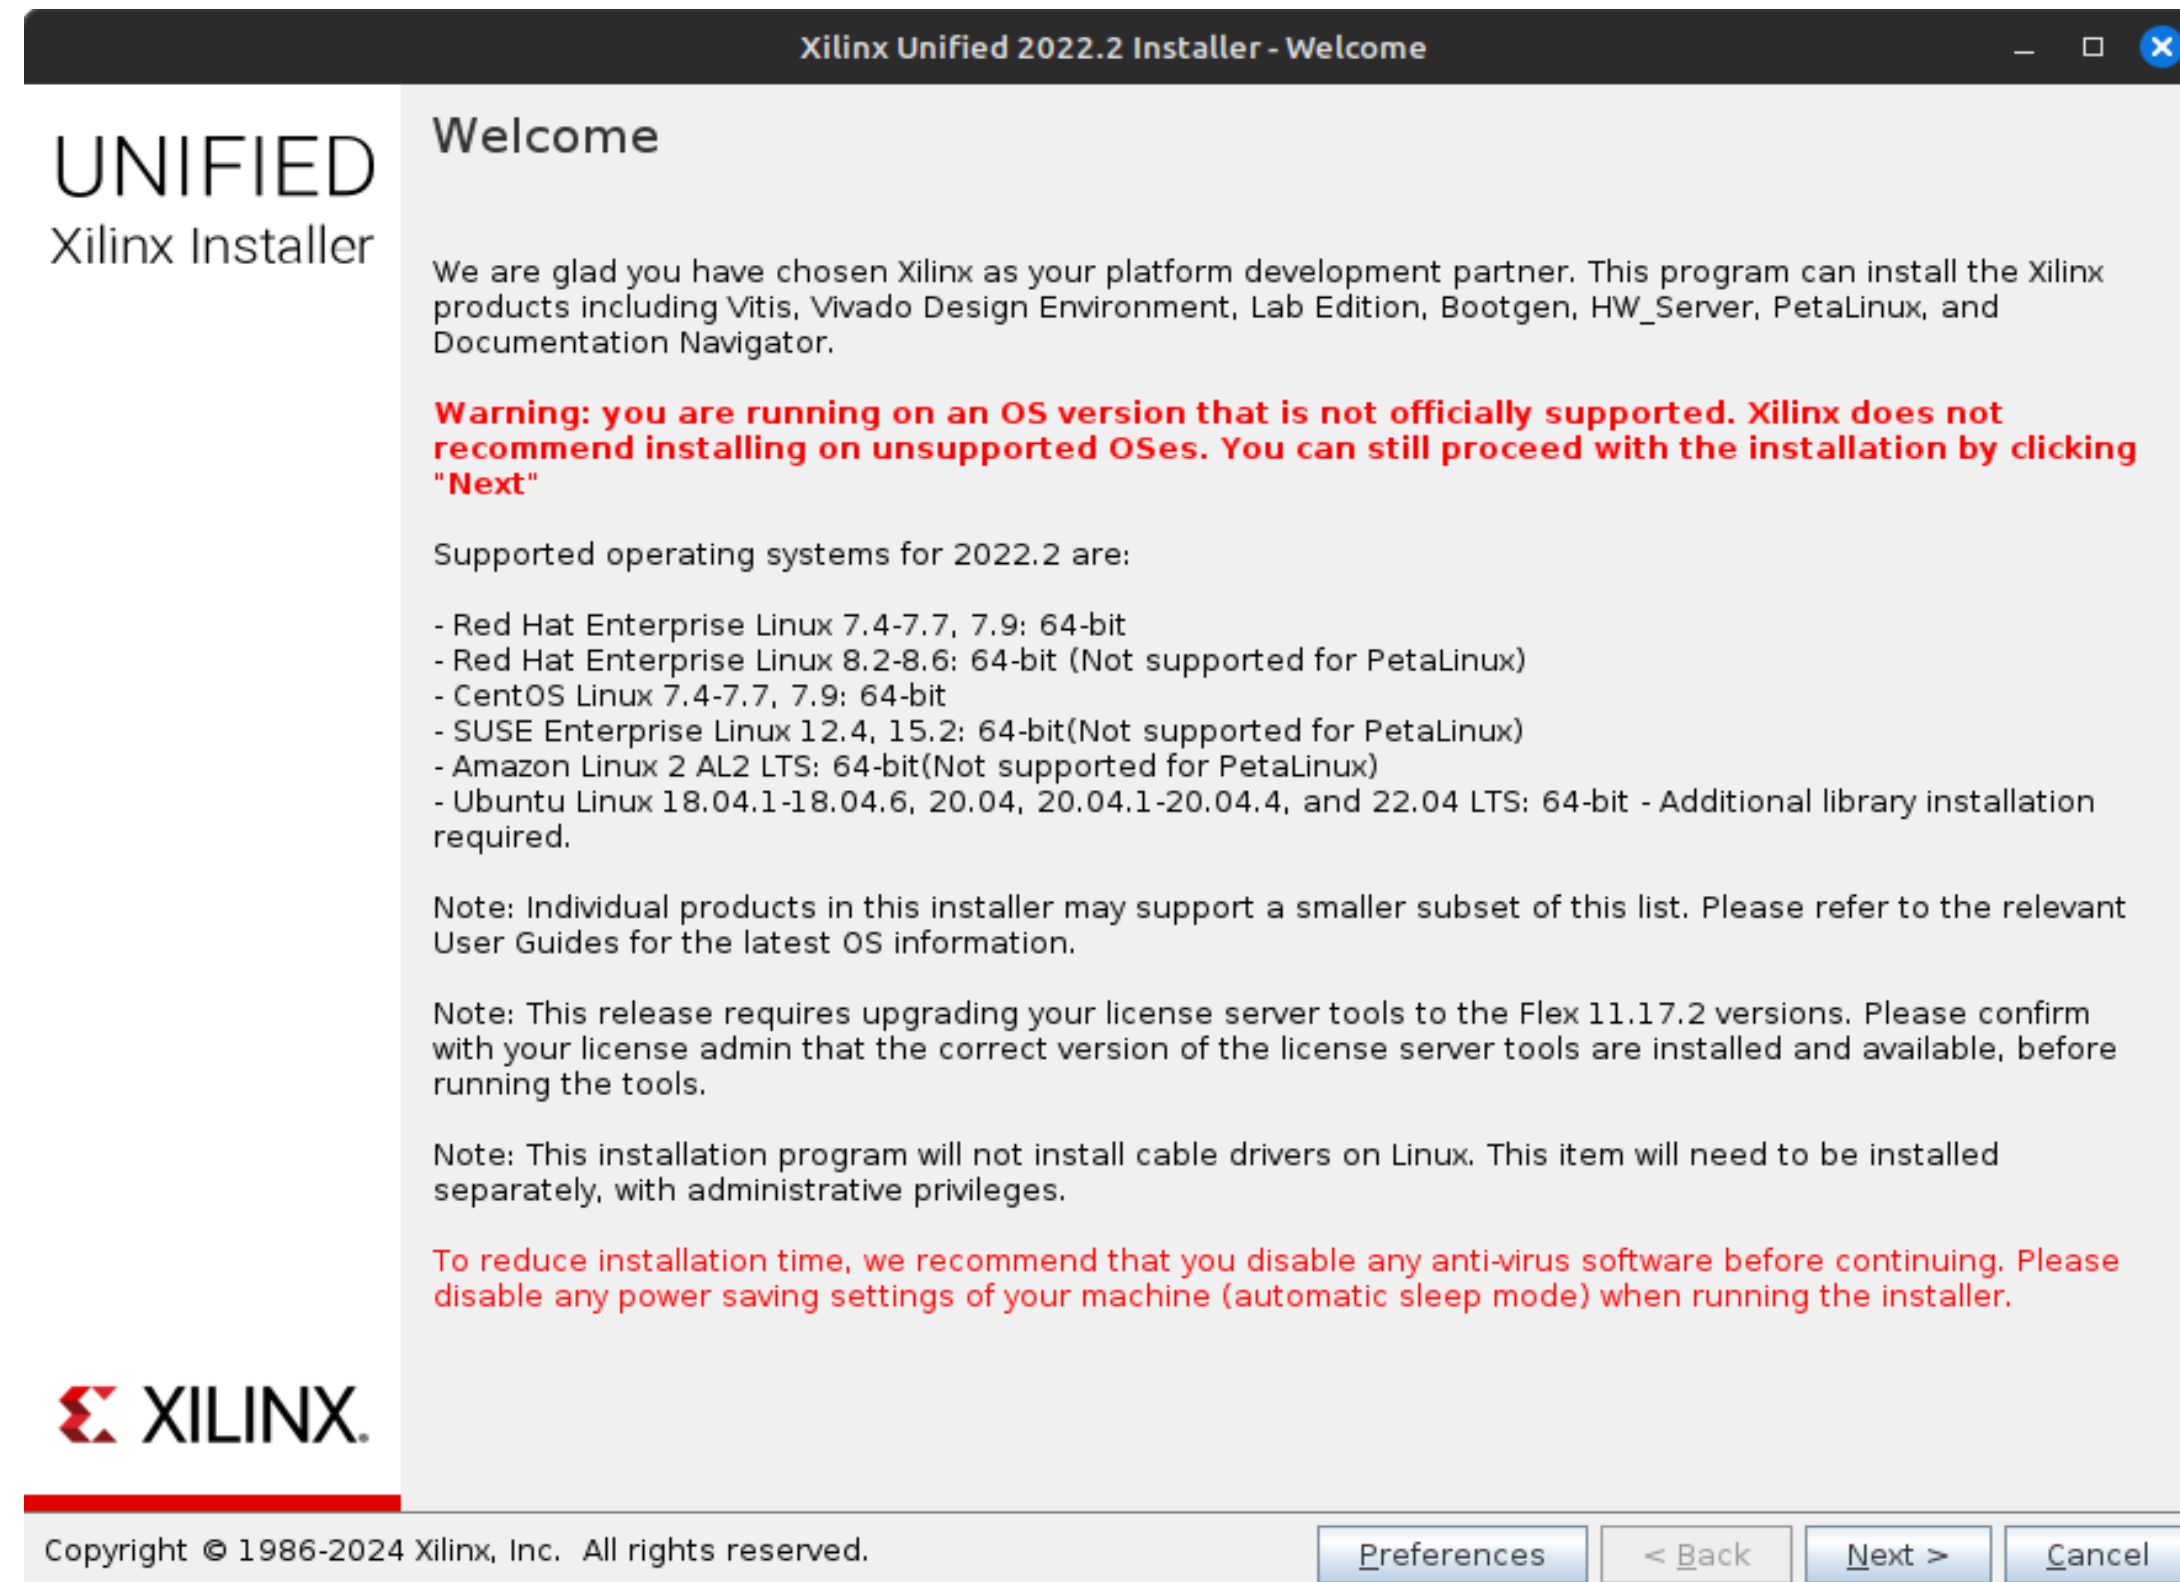 Xilinx Unified 2022.2 Installer - Welcome
UNIFIED
Xilinx Installer
Welcome
We are glad you have chosen Xilinx as your platform development partner. This program can install the Xilinx
products including Vitis, Vivado Design Environment, Lab Edition, Bootgen, HW_Server, PetaLinux, and
Documentation Navigator.
Warning: you are running on an OS version that is not officially supported. Xilinx does not
recommend installing on unsupported OSes. You can still proceed with the installation by clicking
"Next"
Supported operating systems for 2022.2 are:
- Red Hat Enterprise Linux 7.4-7.7, 7.9: 64-bit
- Red Hat Enterprise Linux 8.2-8.6: 64-bit (Not supported for PetaLinux)
- CentOS Linux 7.4-7.7, 7.9: 64-bit
- SUSE Enterprise Linux 12.4, 15.2: 64-bit(Not supported for PetaLinux)
- Amazon Linux 2 AL2 LTS: 64-bit(Not supported for PetaLinux)
- Ubuntu Linux 18.04.1-18.04.6, 20.04, 20.04.1-20.04.4, and 22.04 LTS: 64-bit - Additional library installation
required.
Note: Individual products in this installer may support a smaller subset of this list. Please refer to the relevant
User Guides for the latest OS information.
Note: This release requires upgrading your license server tools to the Flex 11.17.2 versions. Please confirm
with your license admin that the correct version of the license server tools are installed and available, before
running the tools.
Note: This installation program will not install cable drivers on Linux. This item will need to be installed
separately, with administrative privileges.
To reduce installation time, we recommend that you disable any anti-virus software before continuing. Please
disable any power saving settings of your machine (automatic sleep mode) when running the installer.
XILINX.
Copyright © 1986-2024 Xilinx, Inc. All rights reserved.
Preferences
< Back
Next >
Cancel